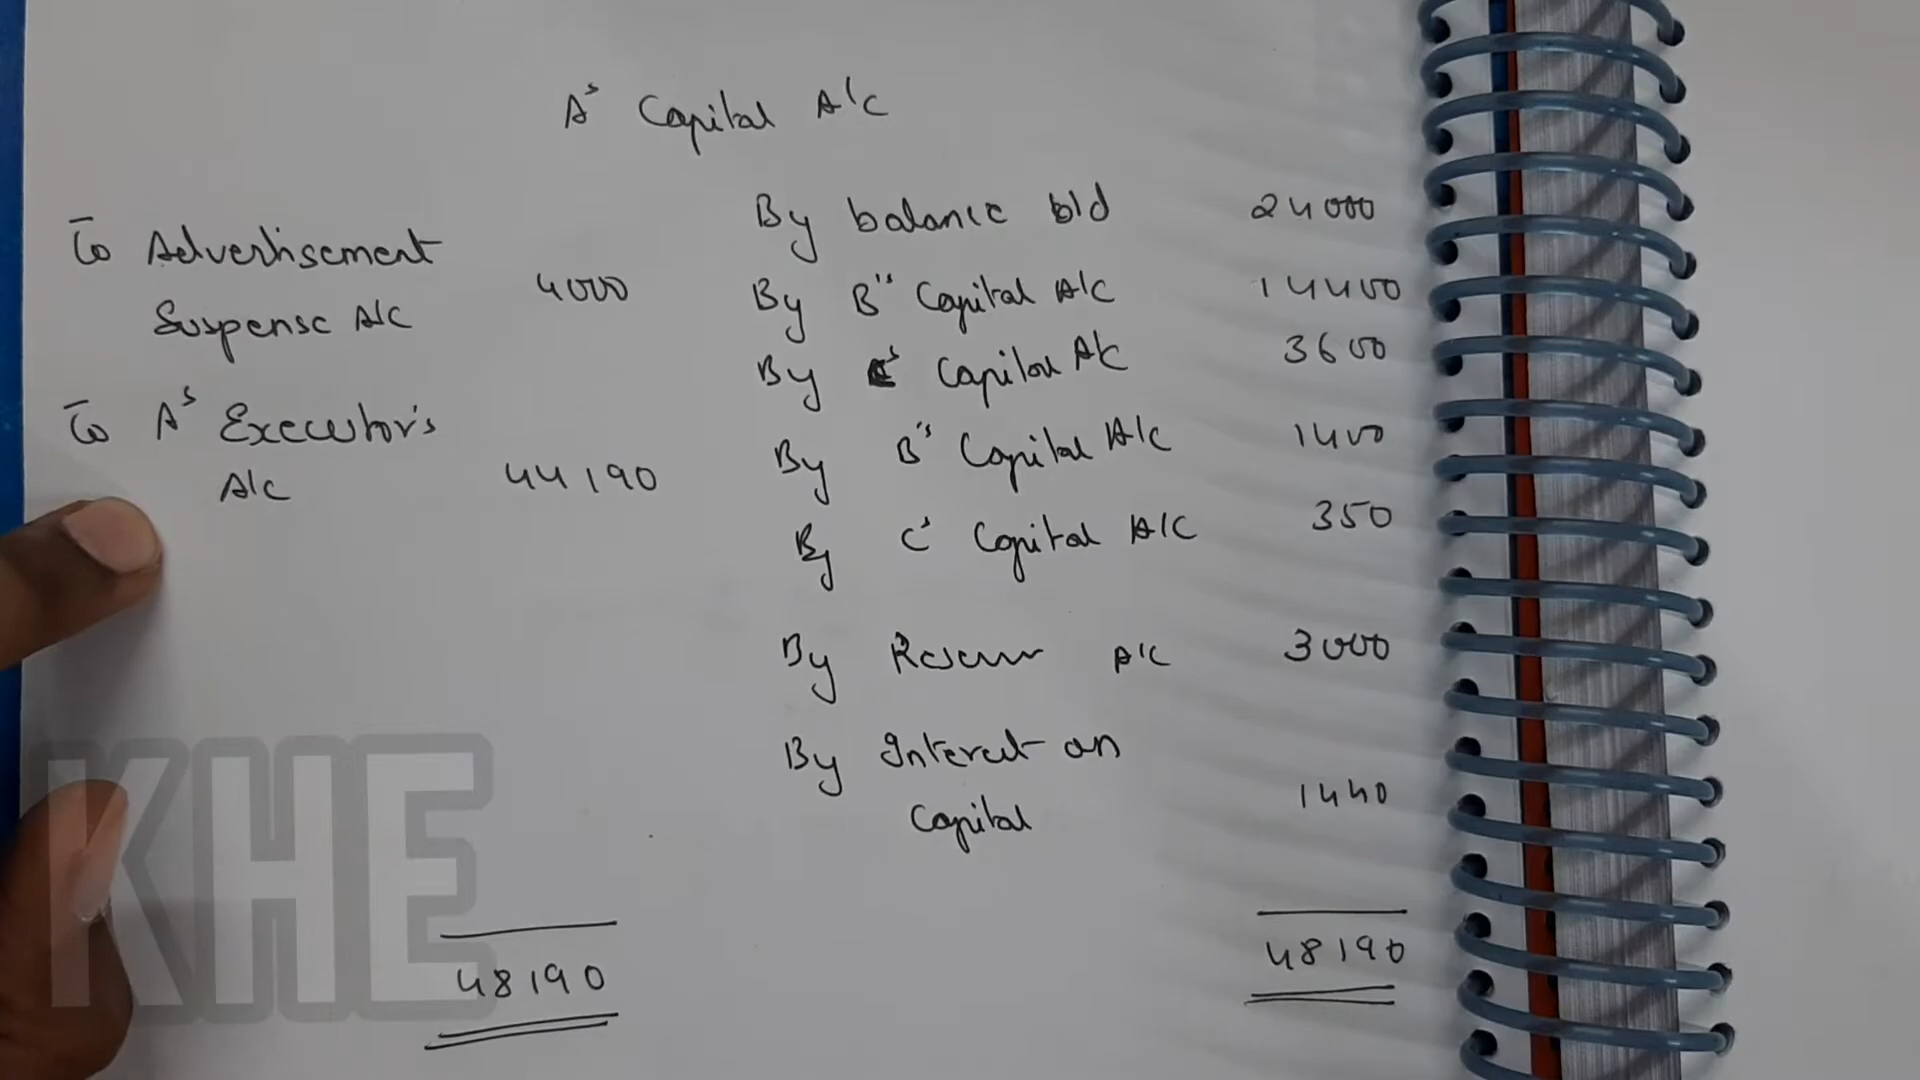 A's Capital A/c
To Advertisement
Suspense A/c 4000
To A's Executor's
A/c 44190
48190
By balance b/d 24000
By B's Capital A/c 14400
By C's Capital A/c 3600
By B's Capital A/c 1400
By C's Capital A/c 350
By Reserve A/c 3000
By Interest on
Capital 1440
48190
KHE